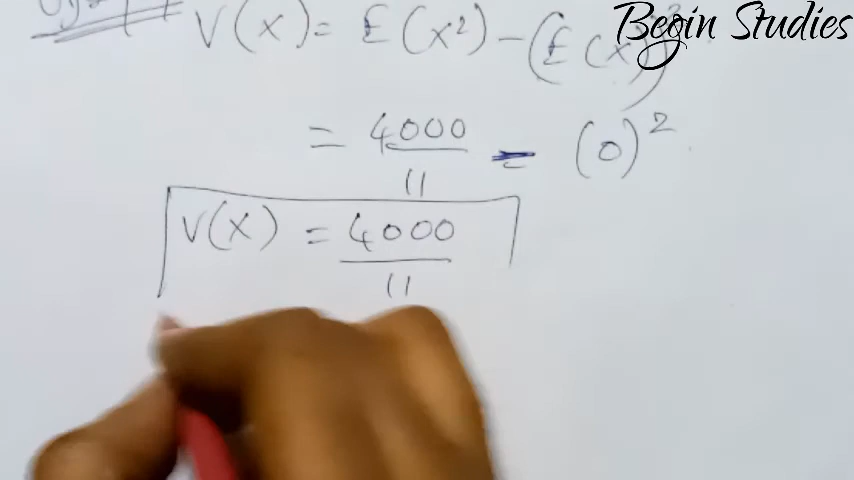 Begin Studies
V(X) = E(X²) - (E(X))²
= 4000/11 - (0)²
V(X) = 4000/11